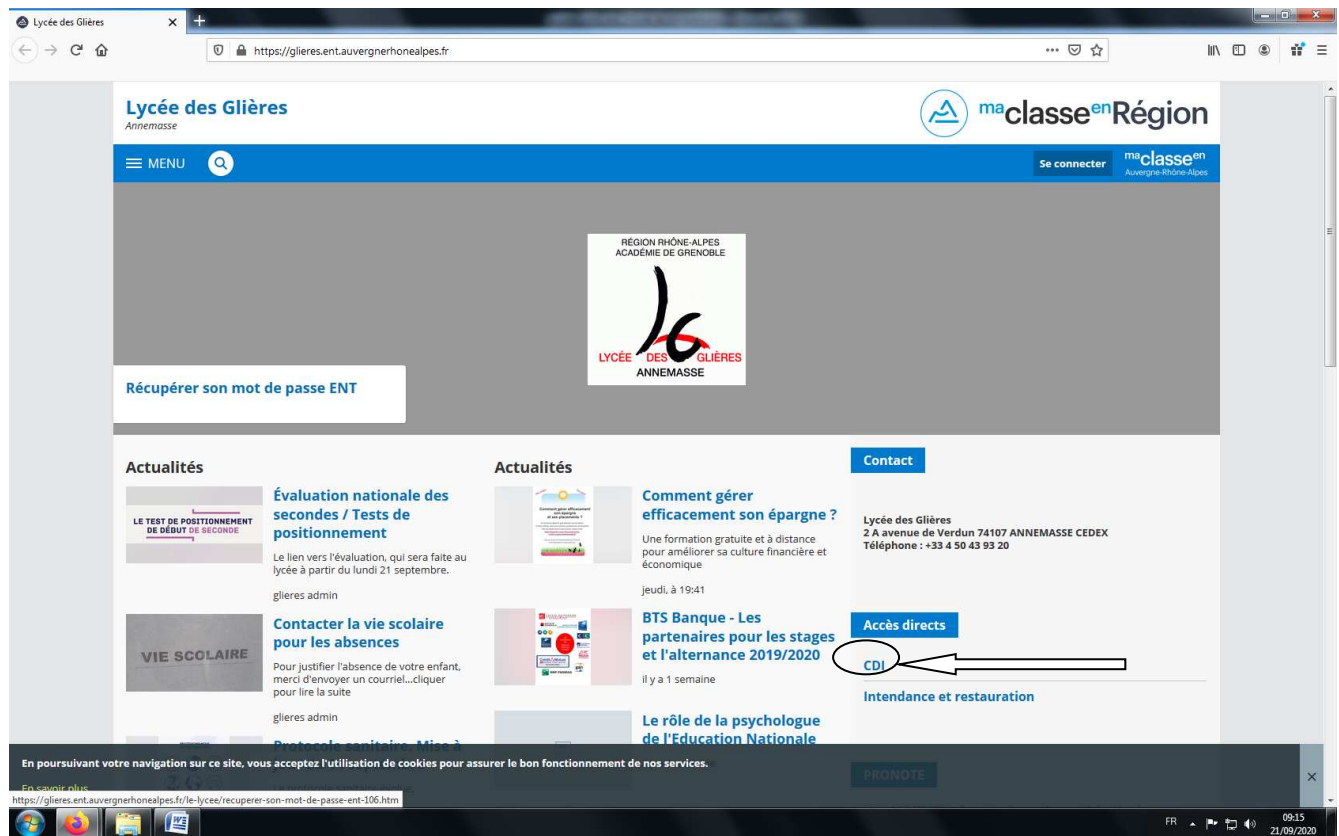 Lycée des Glières
https://glieres.ent.auvergnerhonealpes.fr
Lycée des Glières
Annemasse
maclasseenRégion
MENU
Se connecter
maclasseen
Auvergne-Rhône-Alpes
RÉGION RHÔNE-ALPES
ACADÉMIE DE GRENOBLE
LYCÉE DES GLIÈRES
ANNEMASSE
Récupérer son mot de passe ENT
Actualités
LE TEST DE POSITIONNEMENT
DE DÉBUT DE SECONDE
Évaluation nationale des
secondes / Tests de
positionnement
Le lien vers l'évaluation, qui sera faite au
lycée à partir du lundi 21 septembre.
glieres admin
VIE SCOLAIRE
Contacter la vie scolaire
pour les absences
Pour justifier l'absence de votre enfant,
merci d'envoyer un courriel...cliquer
pour lire la suite
glieres admin
Protocole sanitaire. Mise à
Actualités
Comment gérer
efficacement son épargne ?
Une formation gratuite et à distance
pour améliorer sa culture financière et
économique
jeudi, à 19:41
BTS Banque - Les
partenaires pour les stages
et l'alternance 2019/2020
il y a 1 semaine
Le rôle de la psychologue
de l'Education Nationale
Contact
Lycée des Glières
2 A avenue de Verdun 74107 ANNEMASSE CEDEX
Téléphone : +33 4 50 43 93 20
Accès directs
CDI
Intendance et restauration
PRONOTE
En poursuivant votre navigation sur ce site, vous acceptez l'utilisation de cookies pour assurer le bon fonctionnement de nos services.
En savoir plus
https://glieres.ent.auvergnerhonealpes.fr/le-lycee/recuperer-son-mot-de-passe-ent-106.htm
FR
09:15
21/09/2020